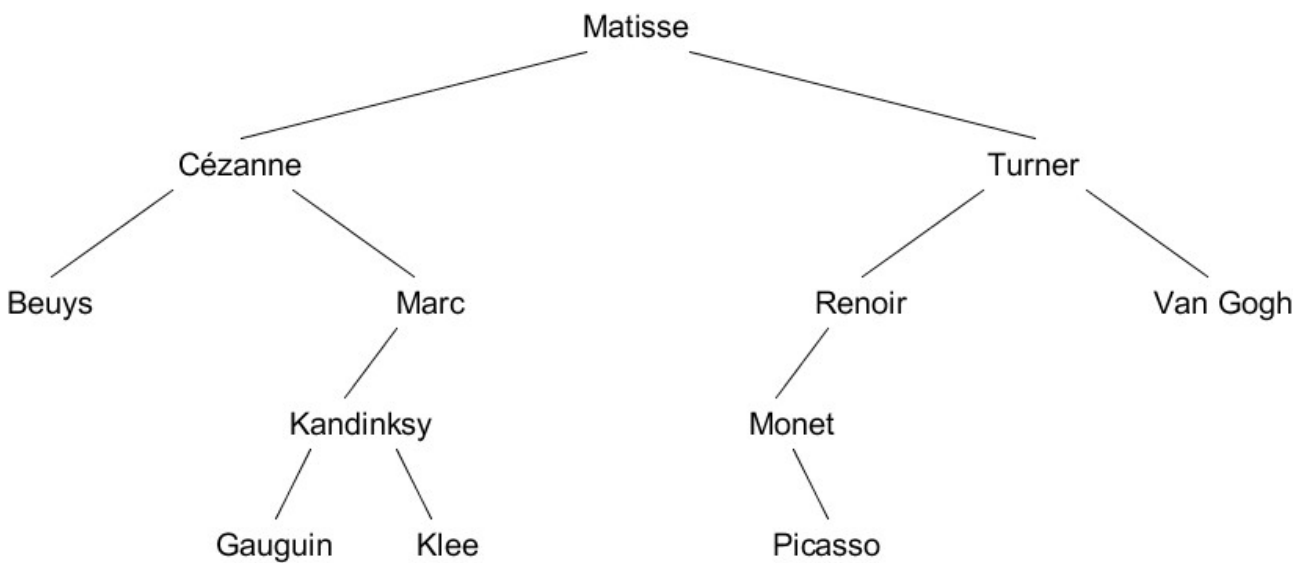 Matisse
Cézanne Turner
Beuys Marc Renoir Van Gogh
Kandinksy Monet
Gauguin Klee Picasso